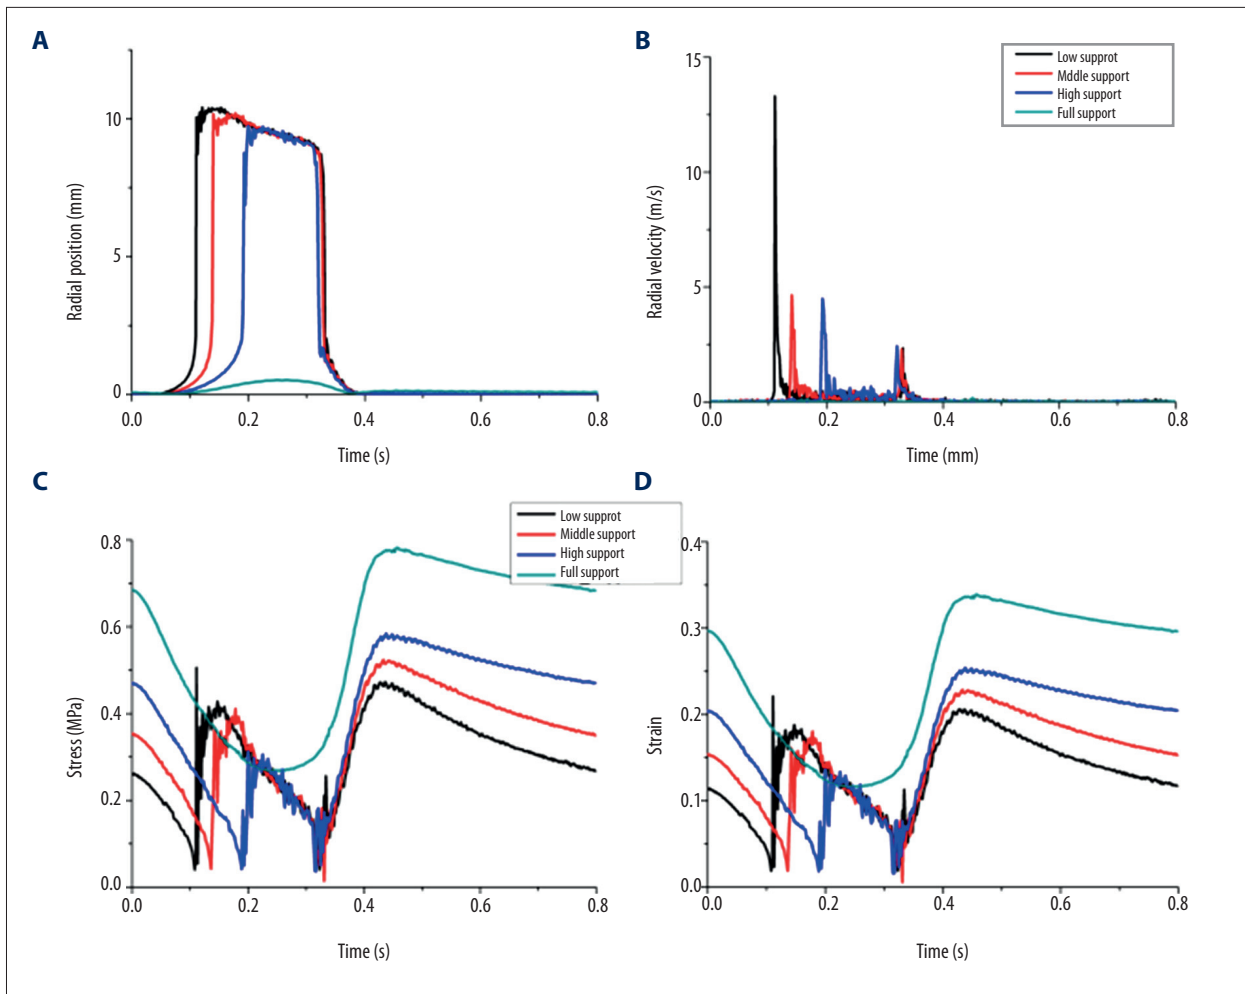 A
Radial position (mm)
10
5
0
0.0 0.2 0.4 0.6 0.8
Time (s)
B
Low supprot
Mddle support
High support
Full support
Radial velocity (m/s)
15
10
5
0
0.0 0.2 0.4 0.6 0.8
Time (mm)
C
Low supprot
Middle support
High support
Full support
Stress (MPa)
0.8
0.6
0.4
0.2
0.0
0.0 0.2 0.4 0.6 0.8
Time (s)
D
Strain
0.4
0.3
0.2
0.1
0.0
0.0 0.2 0.4 0.6 0.8
Time (s)